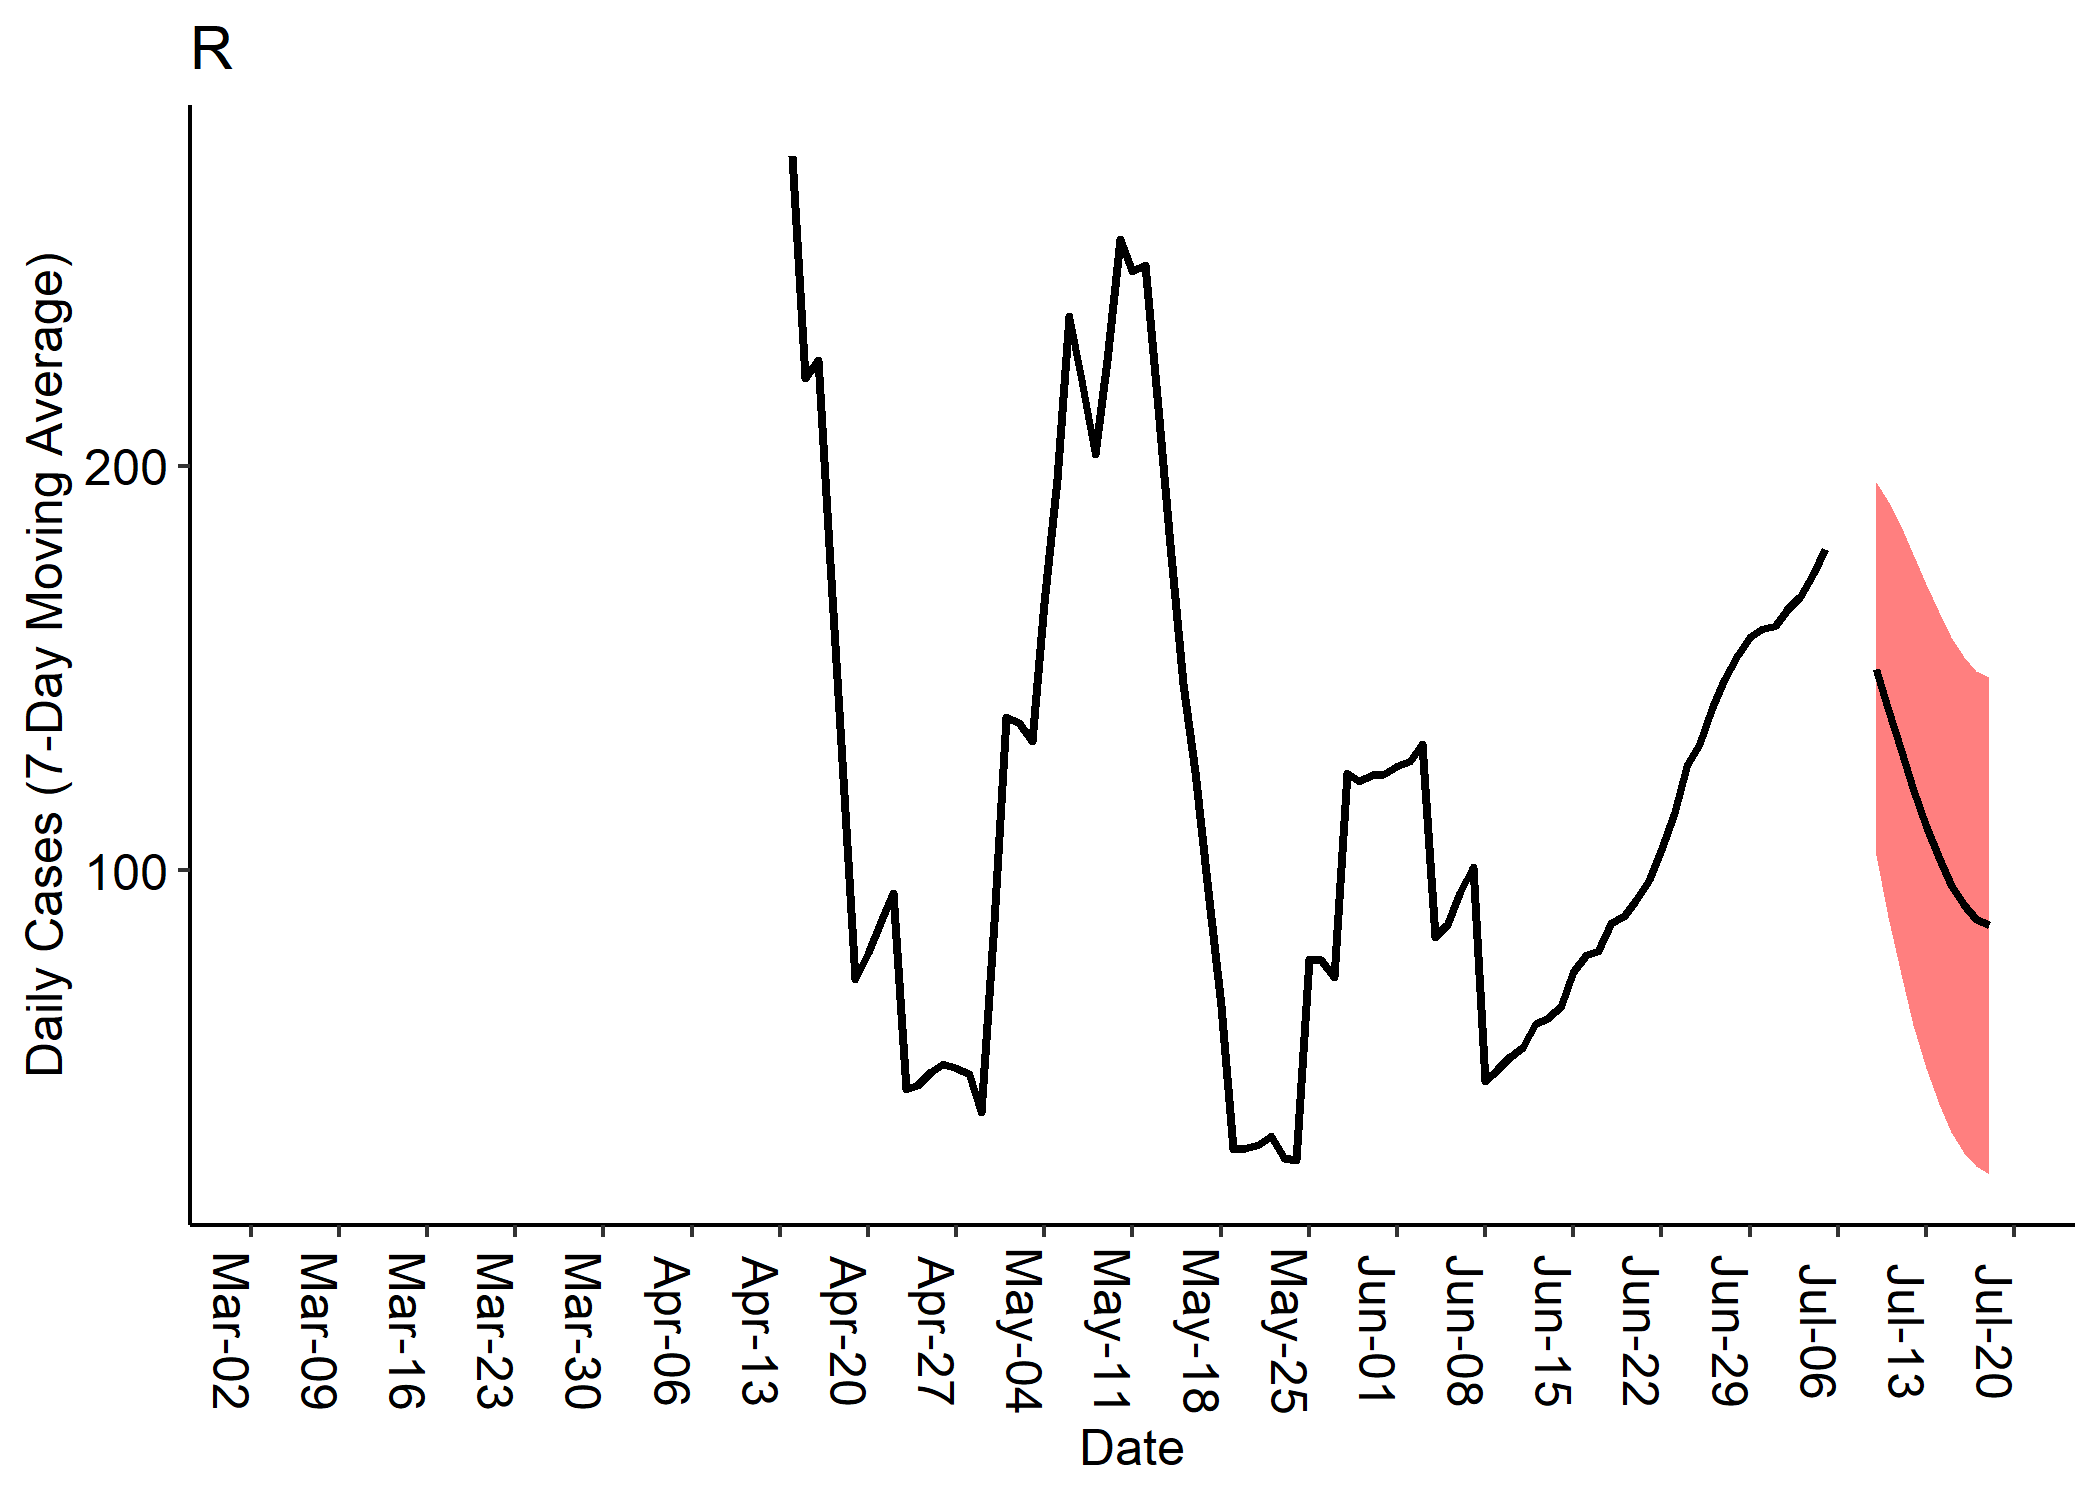 R
Daily Cases (7-Day Moving Average)
200
100
Mar-02
Mar-09
Mar-16
Mar-23
Mar-30
Apr-06
Apr-13
Apr-20
Apr-27
May-04
May-11
May-18
May-25
Jun-01
Jun-08
Jun-15
Jun-22
Jun-29
Jul-06
Jul-13
Jul-20
Date